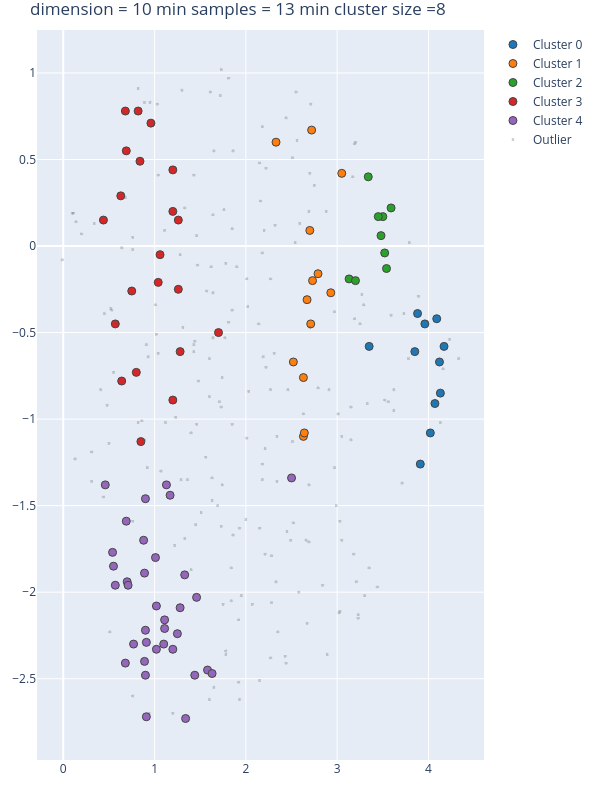 dimension = 10 min samples = 13 min cluster size =8
Cluster 0
Cluster 1
Cluster 2
Cluster 3
Cluster 4
Outlier
1
0.5
0
−0.5
−1
−1.5
−2
−2.5
0 1 2 3 4